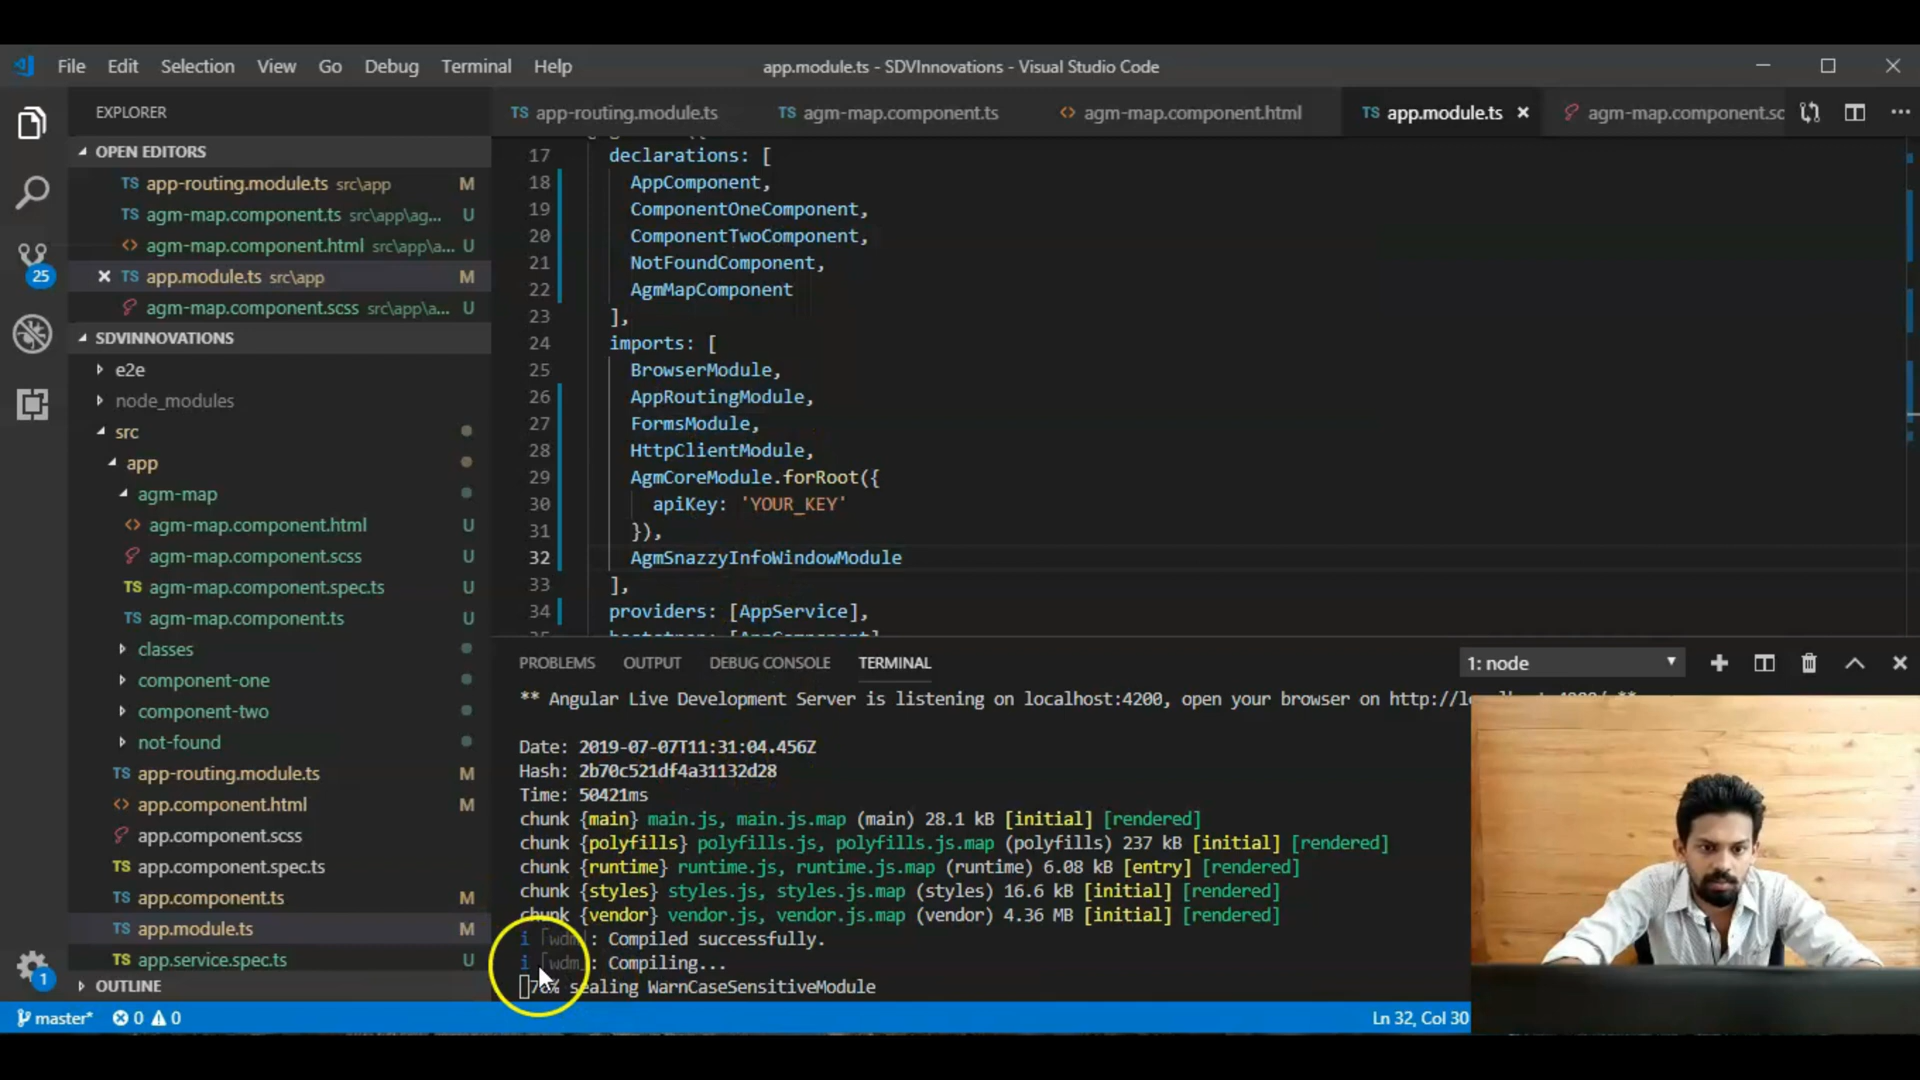 File Edit Selection View Go Debug Terminal Help
app.module.ts - SDVInnovations - Visual Studio Code
EXPLORER
OPEN EDITORS
TS app-routing.module.ts src\app M
TS agm-map.component.ts src\app\ag... U
<> agm-map.component.html src\app\a... U
TS app.module.ts src\app M
agm-map.component.scss src\app\a... U
SDVINNOVATIONS
e2e
node_modules
src
app
agm-map
<> agm-map.component.html U
agm-map.component.scss U
TS agm-map.component.spec.ts U
TS agm-map.component.ts U
classes
component-one
component-two
not-found
TS app-routing.module.ts M
<> app.component.html M
app.component.scss
TS app.component.spec.ts
TS app.component.ts M
TS app.module.ts M
TS app.service.spec.ts U
OUTLINE
25
1
TS app-routing.module.ts TS agm-map.component.ts <> agm-map.component.html TS app.module.ts agm-map.component.sc
17 declarations: [
18 AppComponent,
19 ComponentOneComponent,
20 ComponentTwoComponent,
21 NotFoundComponent,
22 AgmMapComponent
23 ],
24 imports: [
25 BrowserModule,
26 AppRoutingModule,
27 FormsModule,
28 HttpClientModule,
29 AgmCoreModule.forRoot({
30 apiKey: 'YOUR_KEY'
31 }),
32 AgmSnazzyInfoWindowModule
33 ],
34 providers: [AppService],
PROBLEMS OUTPUT DEBUG CONSOLE TERMINAL 1: node
** Angular Live Development Server is listening on localhost:4200, open your browser on
Date: 2019-07-07T11:31:04.456Z
Hash: 2b70c521df4a31132d28
Time: 50421ms
chunk {main} main.js, main.js.map (main) 28.1 kB [initial] [rendered]
chunk {polyfills} polyfills.js, polyfills.js.map (polyfills) 237 kB [initial] [rendered]
chunk {runtime} runtime.js, runtime.js.map (runtime) 6.08 kB [entry] [rendered]
chunk {styles} styles.js, styles.js.map (styles) 16.6 kB [initial] [rendered]
chunk {vendor} vendor.js, vendor.js.map (vendor) 4.36 MB [initial] [rendered]
i ｢wdm｣: Compiled successfully.
i ｢wdm｣: Compiling...
sealing WarnCaseSensitiveModule
master* 0 0 Ln 32, Col 30